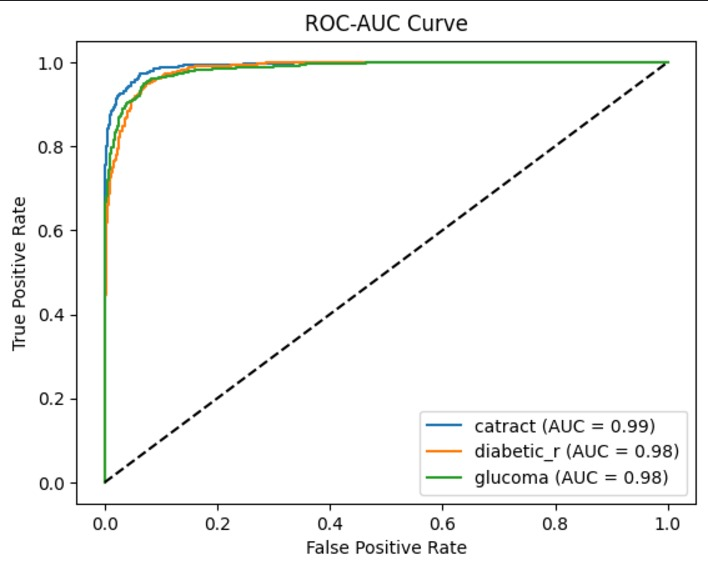 ROC-AUC Curve
1.0
0.8
0.6
0.4
0.2
0.0
True Positive Rate
catract (AUC = 0.99)
diabetic_r (AUC = 0.98)
glucoma (AUC = 0.98)
0.0 0.2 0.4 0.6 0.8 1.0
False Positive Rate